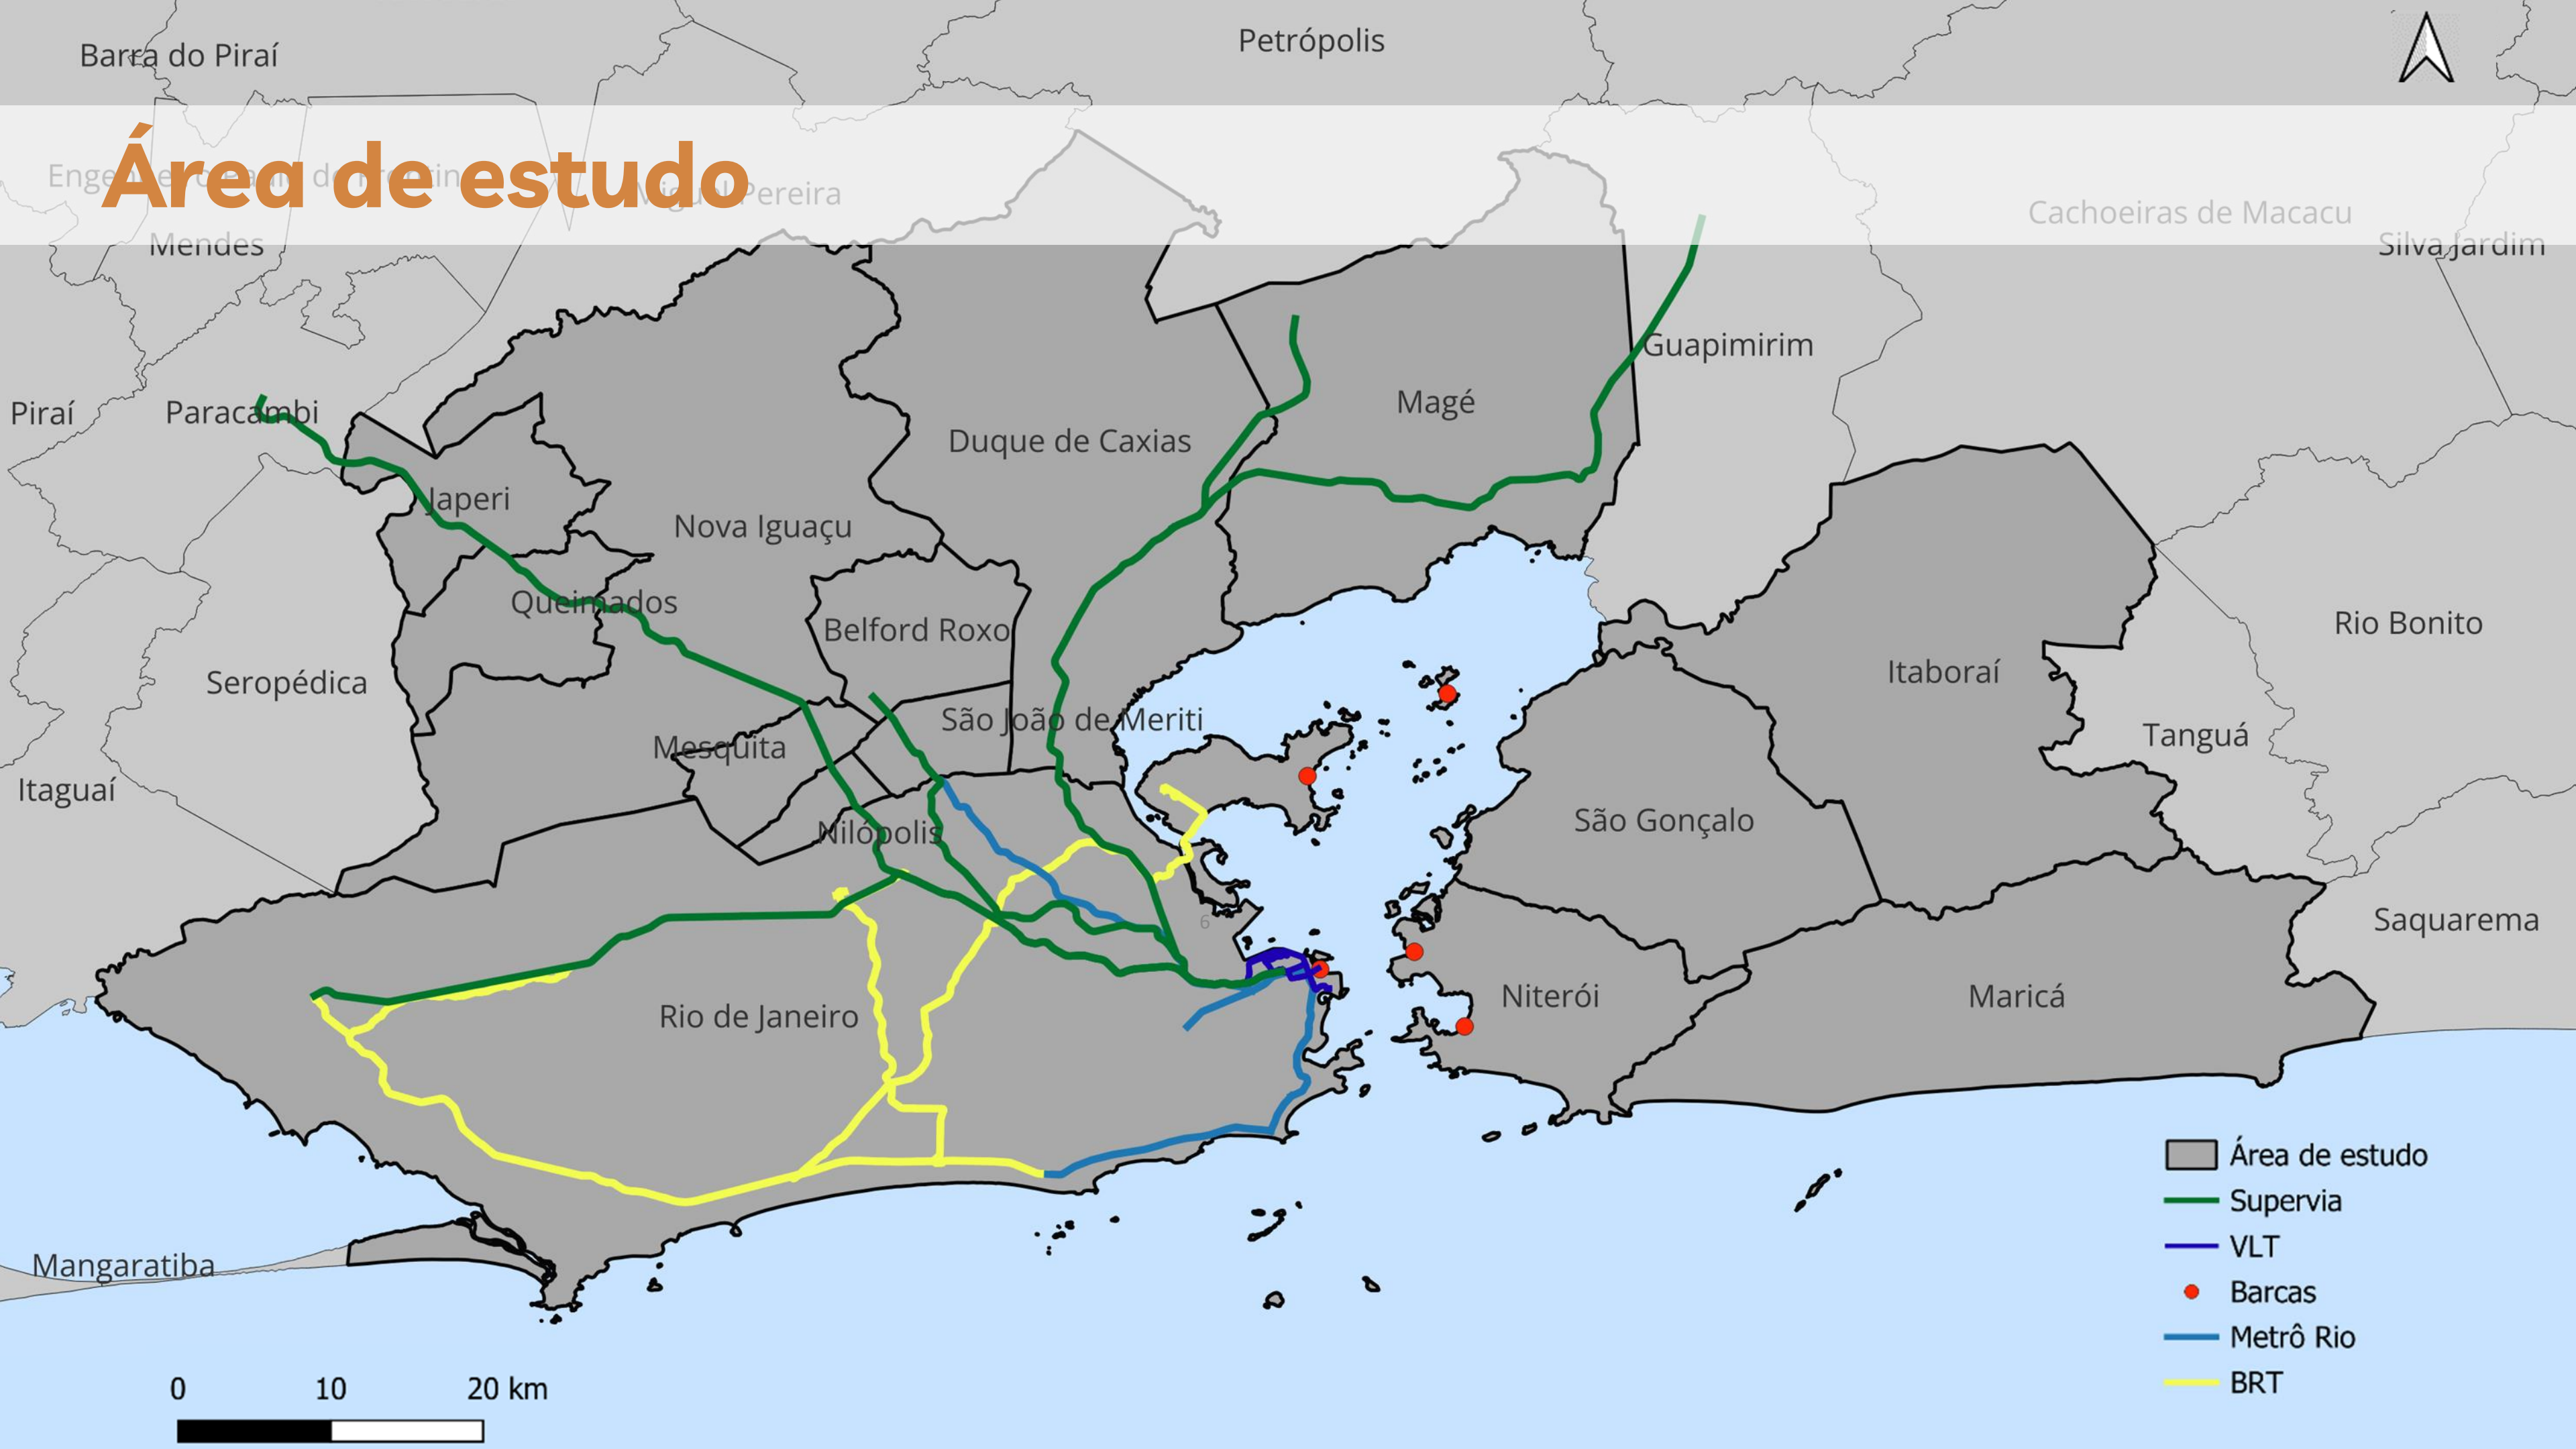 Barra do Piraí
Petrópolis
Área de estudo
Miguel Pereira
Cachoeiras de Macacu
Mendes
Silva Jardim
Guapimirim
Piraí
Paracambi
Magé
Duque de Caxias
Japeri
Nova Iguaçu
Queimados
Belford Roxo
Rio Bonito
Seropédica
Itaboraí
São João de Meriti
Mesquita
Tanguá
Itaguaí
São Gonçalo
Nilópolis
6
Saquarema
Rio de Janeiro
Niterói
Maricá
Mangaratiba
Área de estudo
Supervia
VLT
Barcas
Metrô Rio
BRT
0 10 20 km